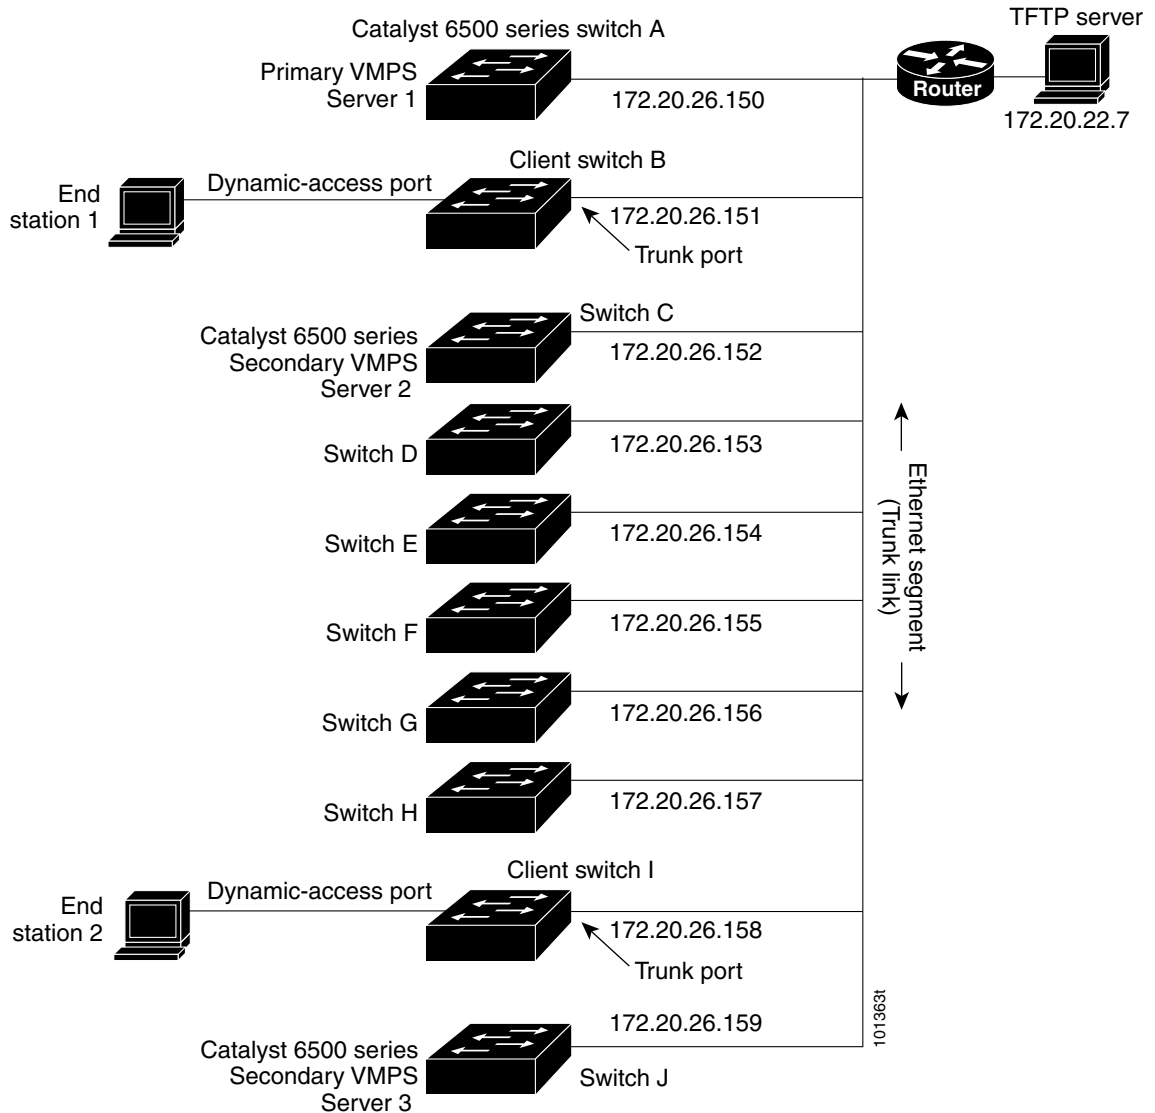 TFTP server
Catalyst 6500 series switch A
Primary VMPS
Server 1
172.20.26.150
Router
172.20.22.7
Client switch B
End
station 1
Dynamic-access port
172.20.26.151
Trunk port
Switch C
Catalyst 6500 series
Secondary VMPS
Server 2
172.20.26.152
Switch D
172.20.26.153
Switch E
172.20.26.154
Ethernet segment
(Trunk link)
Switch F
172.20.26.155
Switch G
172.20.26.156
Switch H
172.20.26.157
Client switch I
End
station 2
Dynamic-access port
172.20.26.158
Trunk port
172.20.26.159
Catalyst 6500 series
Secondary VMPS
Server 3
Switch J
101363t